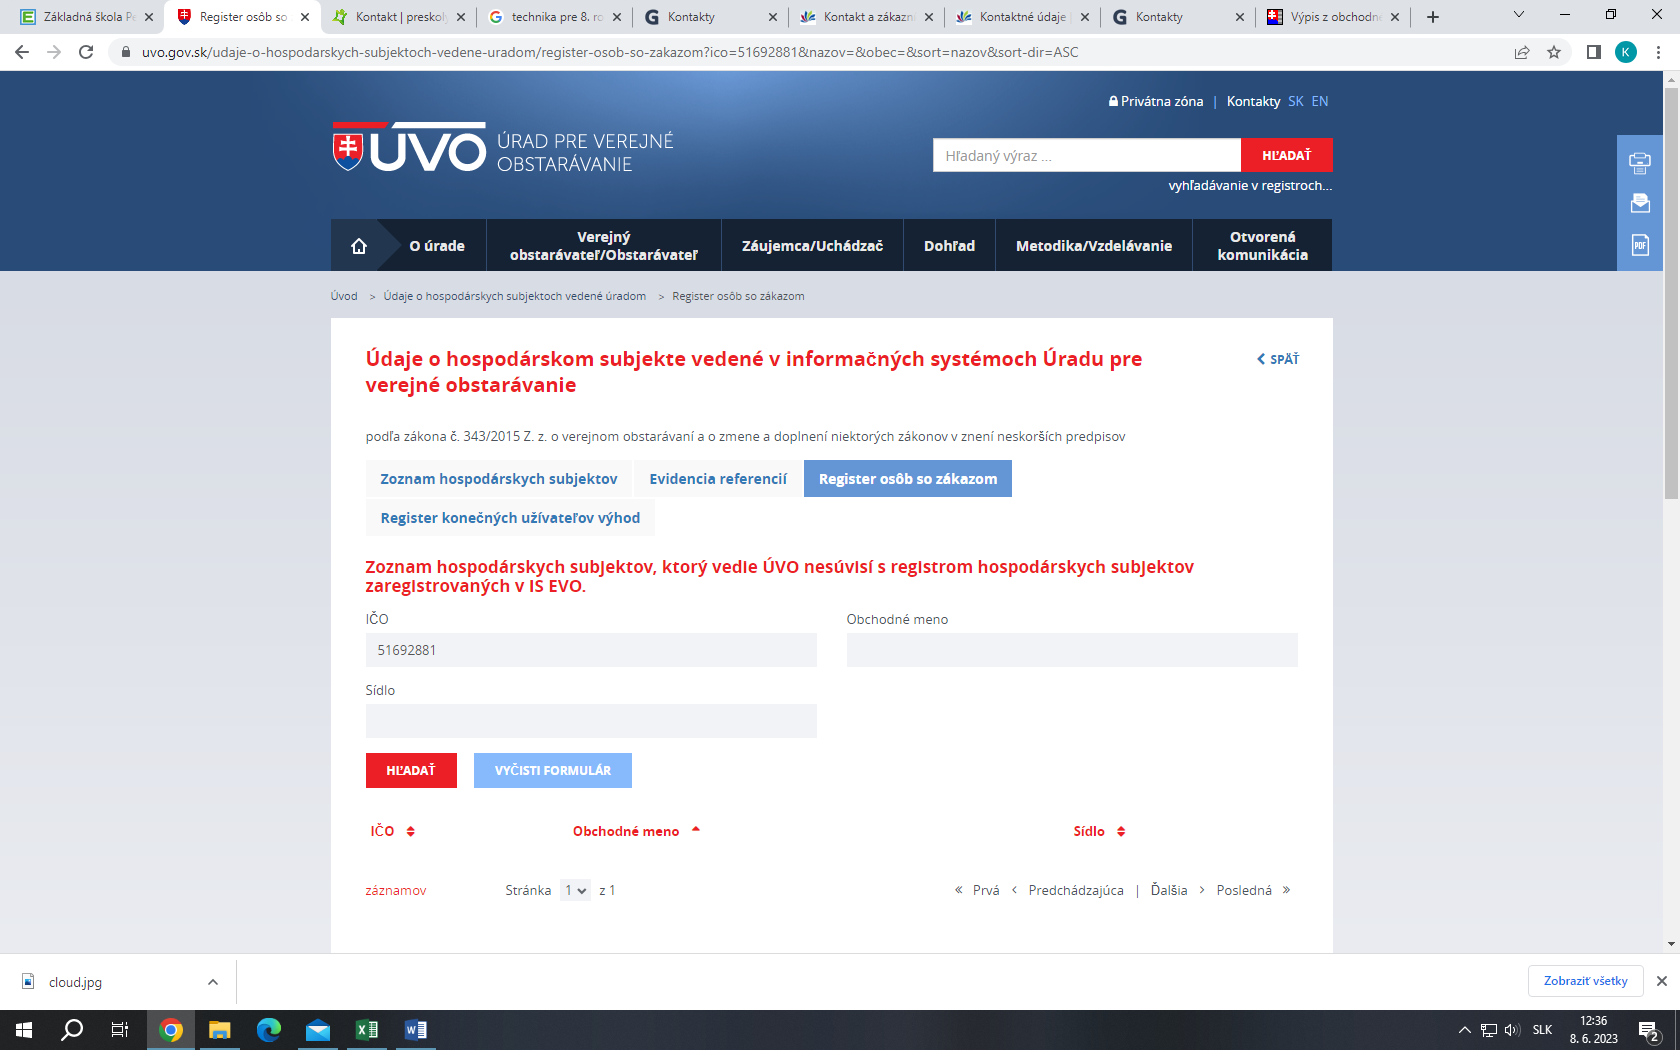 Základná škola Pe
Register osôb so
Kontakt | preskoly
technika pre 8. ro
Kontakty
Kontakt a zákazní
Kontaktné údaje |
Kontakty
Výpis z obchodné
uvo.gov.sk/udaje-o-hospodarskych-subjektoch-vedene-uradom/register-osob-so-zakazom?ico=51692881&nazov=&obec=&sort=nazov&sort-dir=ASC
K
Privátna zóna | Kontakty SK EN
ÚVO ÚRAD PRE VEREJNÉ
OBSTARÁVANIE
Hľadaný výraz ...
HĽADAŤ
vyhľadávanie v registroch...
PDF
O úrade
Verejný
obstarávateľ/Obstarávateľ
Záujemca/Uchádzač
Dohľad
Metodika/Vzdelávanie
Otvorená
komunikácia
Úvod > Údaje o hospodárskych subjektoch vedené úradom > Register osôb so zákazom
Údaje o hospodárskom subjekte vedené v informačných systémoch Úradu pre
verejné obstarávanie
SPÄŤ
podľa zákona č. 343/2015 Z. z. o verejnom obstarávaní a o zmene a doplnení niektorých zákonov v znení neskorších predpisov
Zoznam hospodárskych subjektov
Evidencia referencií
Register osôb so zákazom
Register konečných užívateľov výhod
Zoznam hospodárskych subjektov, ktorý vedie ÚVO nesúvisí s registrom hospodárskych subjektov
zaregistrovaných v IS EVO.
IČO
Obchodné meno
51692881
Sídlo
HĽADAŤ
VYČISTI FORMULÁR
IČO
Obchodné meno
Sídlo
záznamov
Stránka 1 z 1
« Prvá ‹ Predchádzajúca | Ďalšia › Posledná »
cloud.jpg
Zobraziť všetky
SLK
12:36
8. 6. 2023
2